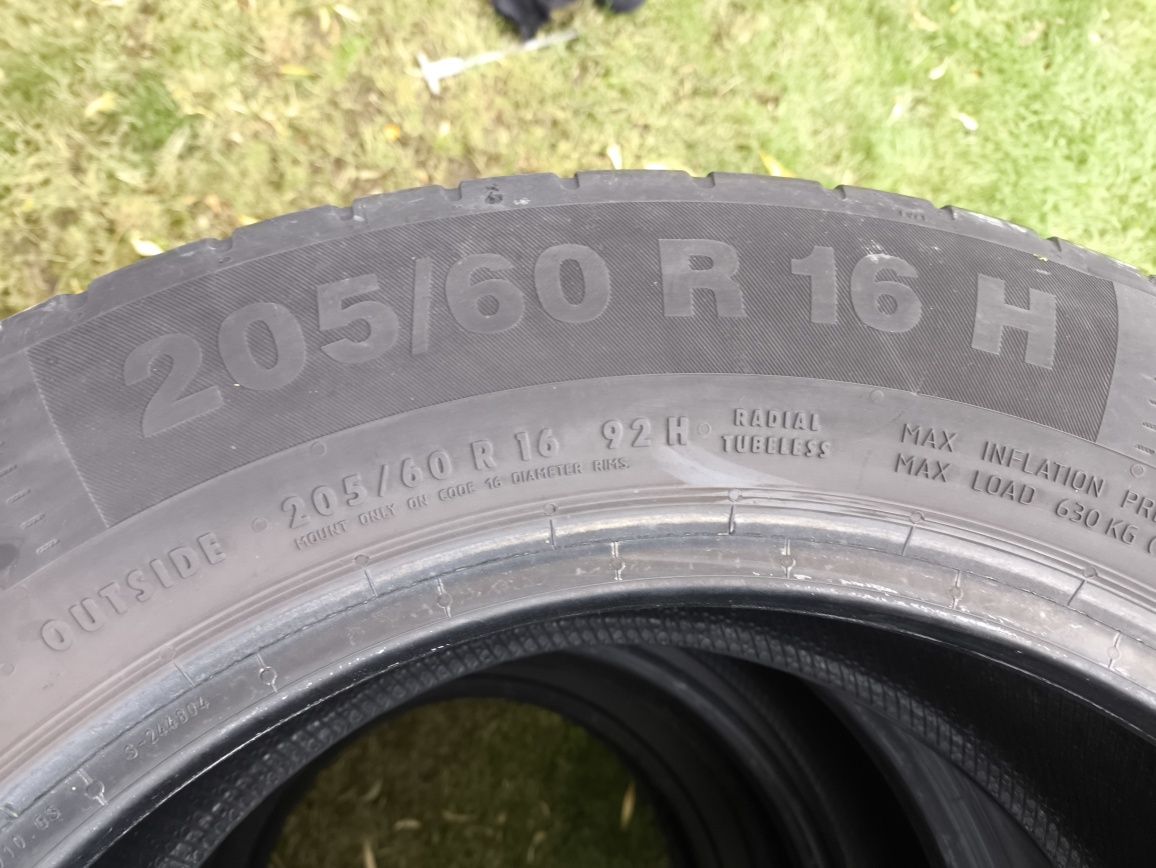 205/60 R 16 H
205/60 R 16 92 H
RADIAL
TUBELESS
MOUNT ONLY ON CODE 16 DIAMETER RIMS.
MAX INFLATION
MAX LOAD 630 KG
OUTSIDE